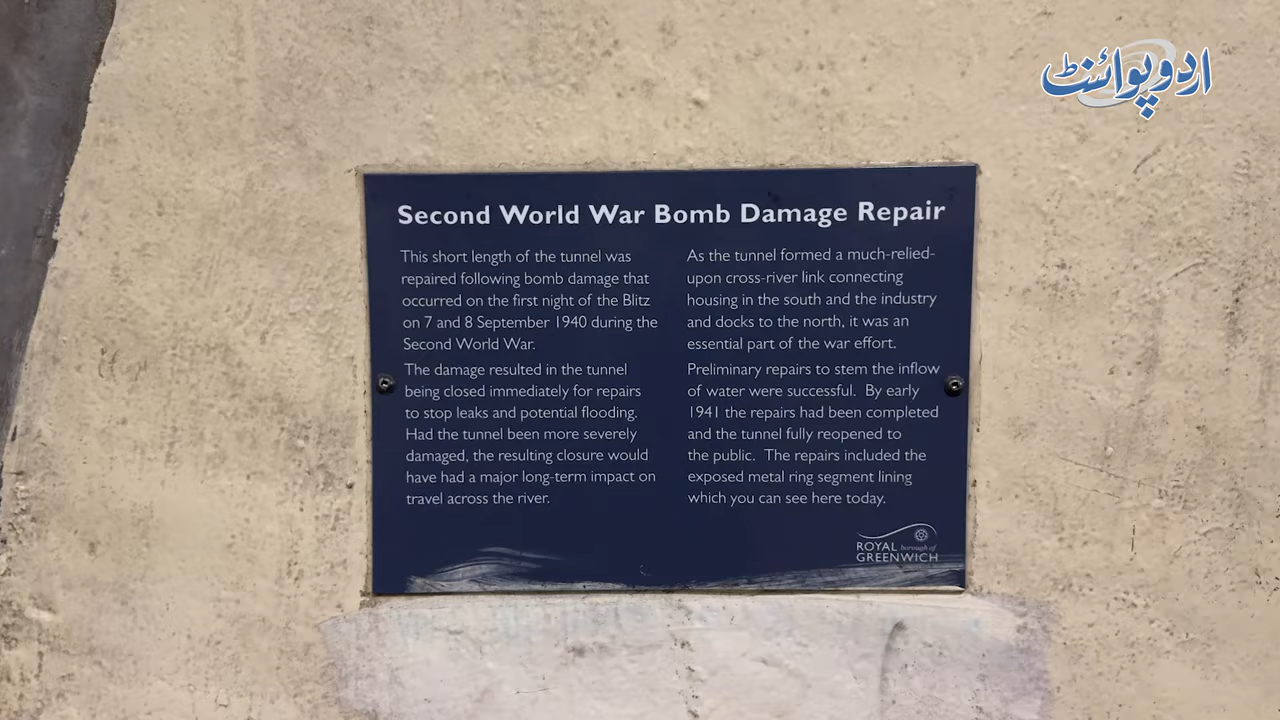 اردوپوائنٹ
Second World War Bomb Damage Repair
This short length of the tunnel was
repaired following bomb damage that
occurred on the first night of the Blitz
on 7 and 8 September 1940 during the
Second World War.
The damage resulted in the tunnel
being closed immediately for repairs
to stop leaks and potential flooding.
Had the tunnel been more severely
damaged, the resulting closure would
have had a major long-term impact on
travel across the river.
As the tunnel formed a much-relied-
upon cross-river link connecting
housing in the south and the industry
and docks to the north, it was an
essential part of the war effort.
Preliminary repairs to stem the inflow
of water were successful. By early
1941 the repairs had been completed
and the tunnel fully reopened to
the public. The repairs included the
exposed metal ring segment lining
which you can see here today.
ROYAL borough of
GREENWICH